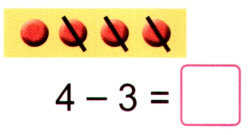 4 – 3 =